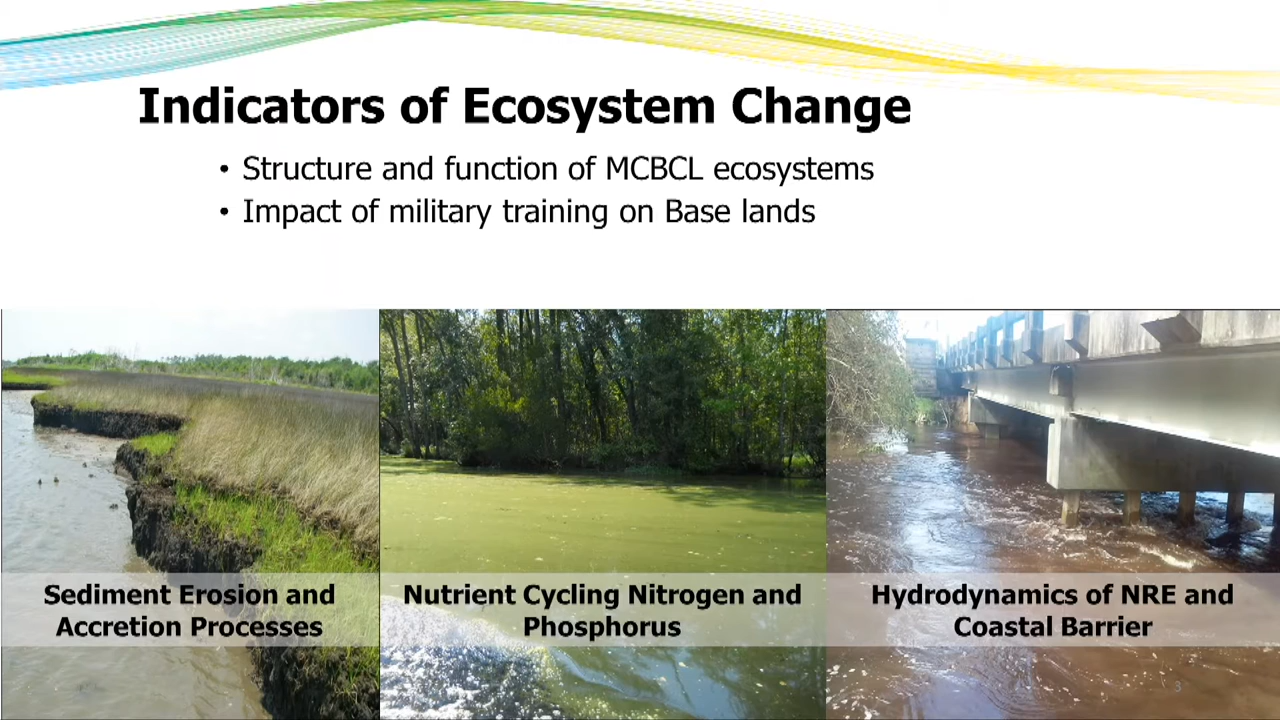 Indicators of Ecosystem Change
• Structure and function of MCBCL ecosystems
• Impact of military training on Base lands
Sediment Erosion and
Accretion Processes
Nutrient Cycling Nitrogen and
Phosphorus
Hydrodynamics of NRE and
Coastal Barrier
3